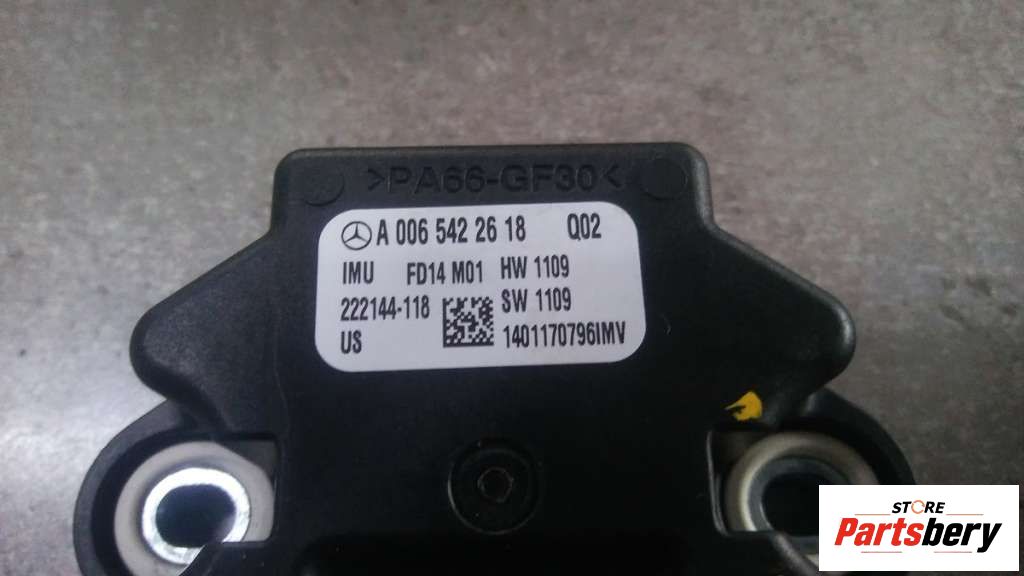 >PA66-GF30<
A 006 542 26 18 Q02
IMU FD14 M01 HW 1109
222144-118 SW 1109
US 1401170796IMV
STORE
Partsbery